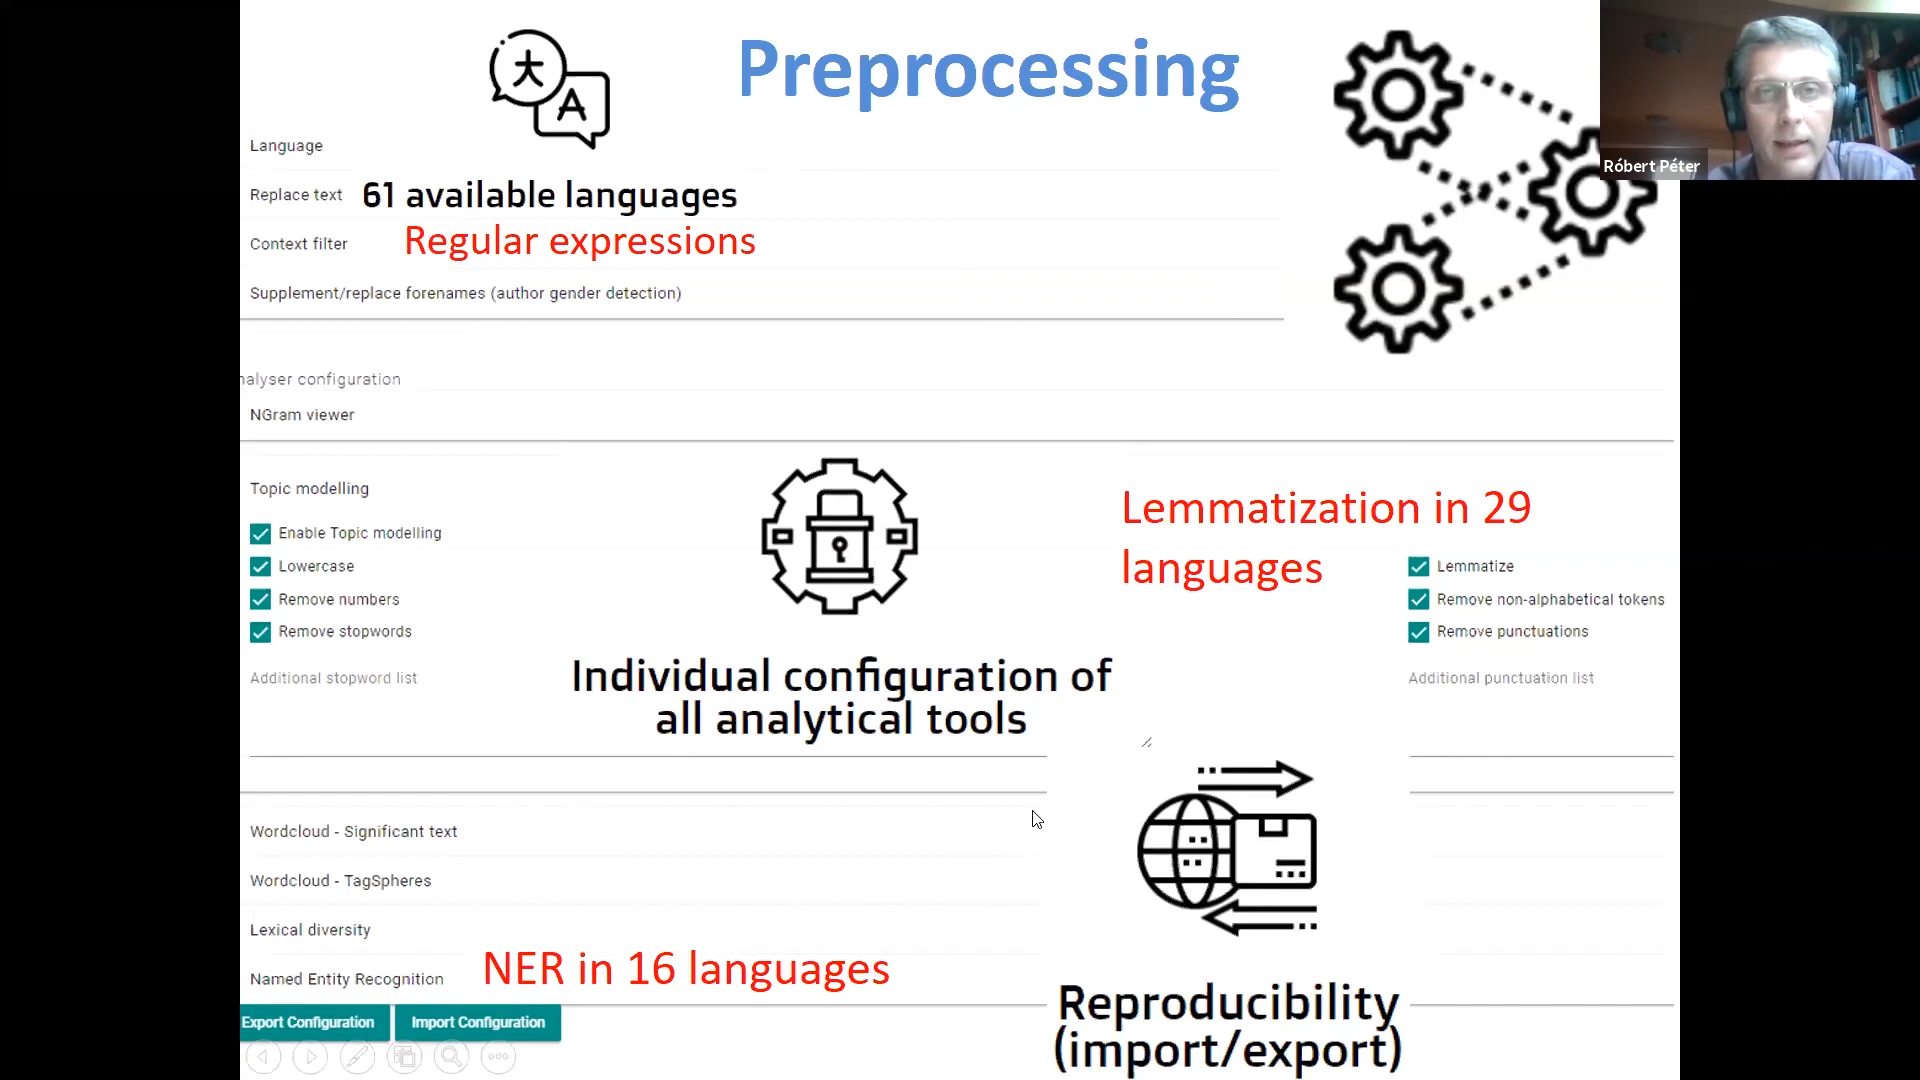 Preprocessing
Róbert Péter
大
A
Language
Replace text
61 available languages
Context filter
Regular expressions
Supplement/replace forenames (author gender detection)
nalyser configuration
NGram viewer
Topic modelling
Enable Topic modelling
Lowercase
Remove numbers
Remove stopwords
Additional stopword list
Individual configuration of
all analytical tools
Lemmatization in 29
languages
Lemmatize
Remove non-alphabetical tokens
Remove punctuations
Additional punctuation list
Wordcloud - Significant text
Wordcloud - TagSpheres
Lexical diversity
Named Entity Recognition
NER in 16 languages
Export Configuration
Import Configuration
Reproducibility
(import/export)